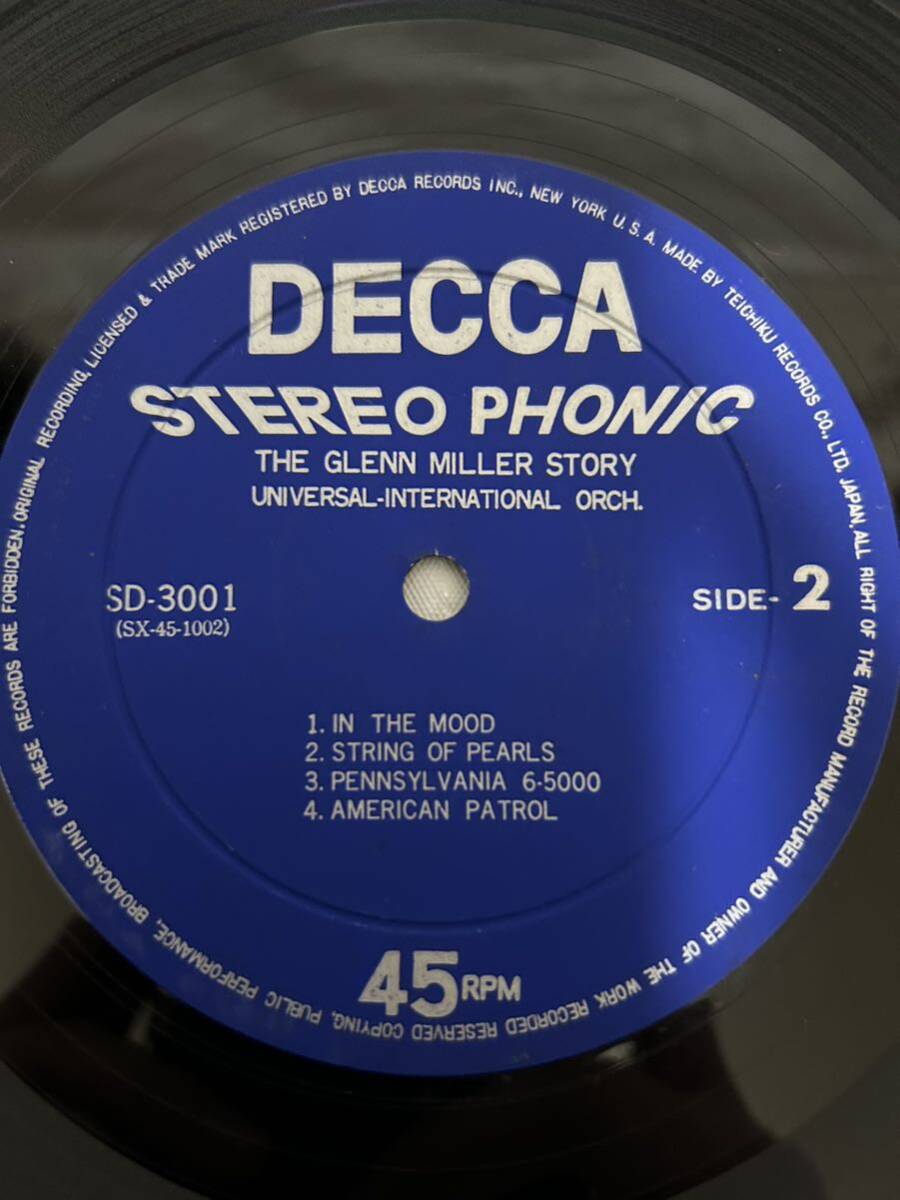 DECCA
STEREO PHONIC
THE GLENN MILLER STORY
UNIVERSAL-INTERNATIONAL ORCH.
SD-3001
(SX-45-1002)
SIDE-2
1. IN THE MOOD
2. STRING OF PEARLS
3. PENNSYLVANIA 6-5000
4. AMERICAN PATROL
45 RPM
ORIGINAL RECORDING, LICENSED & TRADE MARK REGISTERED BY DECCA RECORDS INC., NEW YORK U.S.A. MADE BY TEICHIKU RECORDS CO., LTD. JAPAN. ALL RIGHT OF THE RECORD MANUFACTURER AND OWNER OF THE WORK RECORDED RESERVED COPYING, PUBLIC PERFORMANCE, BROADCASTING OF THESE RECORDS ARE FORBIDDEN.